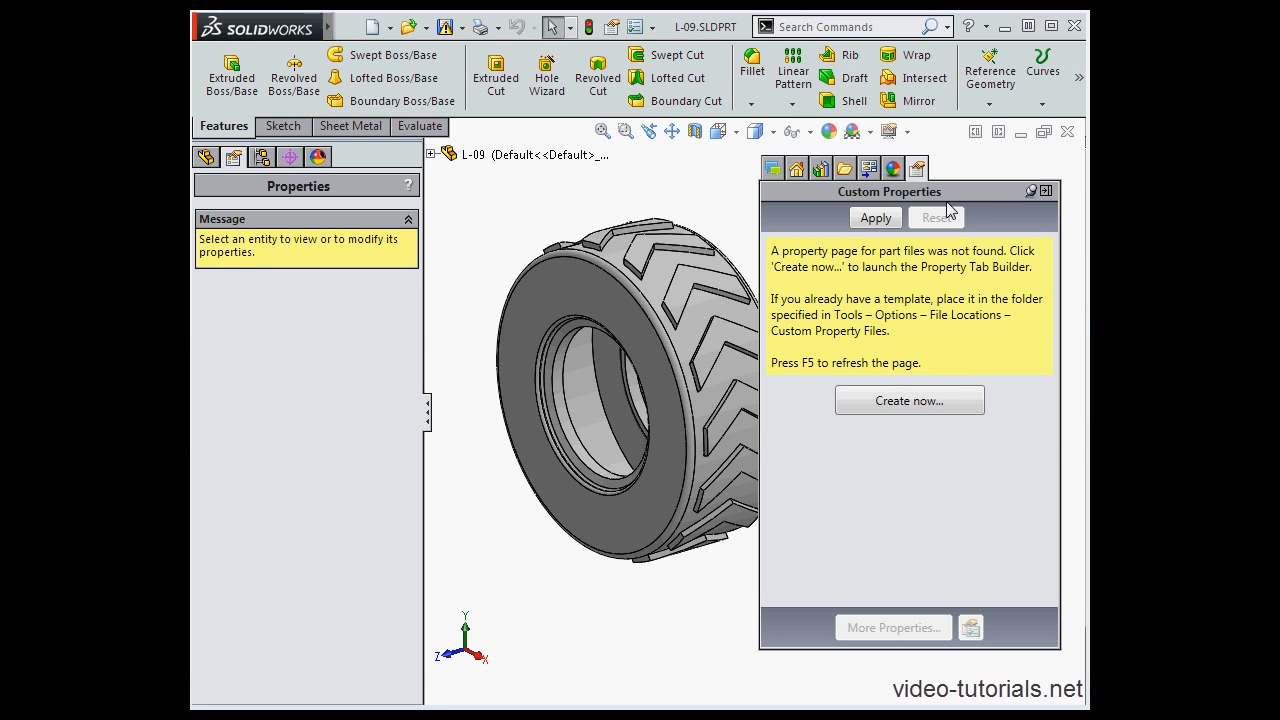 SOLIDWORKS
L-09.SLDPRT
Search Commands
Extruded Boss/Base
Revolved Boss/Base
Swept Boss/Base
Lofted Boss/Base
Boundary Boss/Base
Extruded Cut
Hole Wizard
Revolved Cut
Swept Cut
Lofted Cut
Boundary Cut
Fillet
Linear Pattern
Rib
Draft
Shell
Wrap
Intersect
Mirror
Reference Geometry
Curves
Features
Sketch
Sheet Metal
Evaluate
Properties
?
Message
Select an entity to view or to modify its
properties.
L-09 (Default<<Default>_...
Custom Properties
Apply
Reset
A property page for part files was not found. Click
'Create now...' to launch the Property Tab Builder.
If you already have a template, place it in the folder
specified in Tools – Options – File Locations –
Custom Property Files.
Press F5 to refresh the page.
Create now...
More Properties...
Y
Z
X
video-tutorials.net